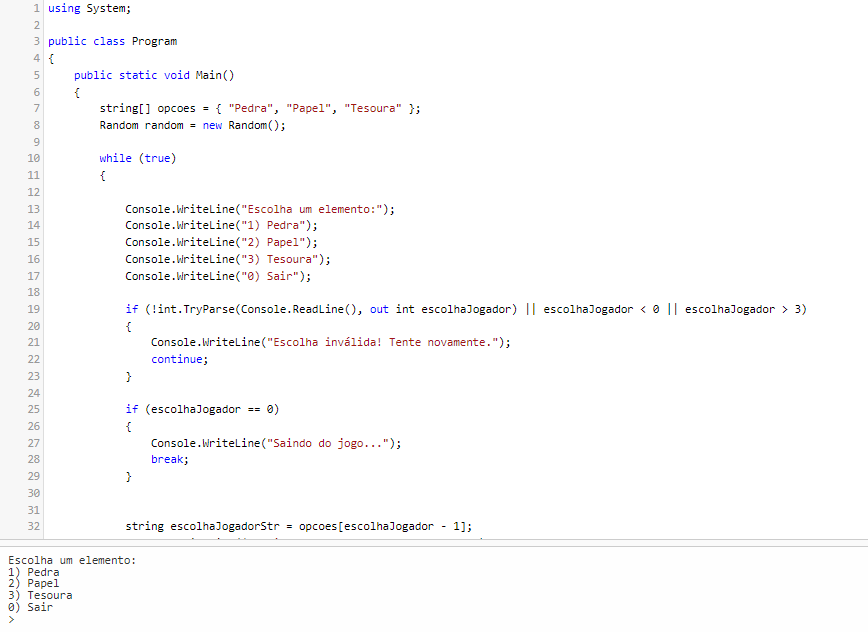 1 using System;
2
3 public class Program
4 {
5 public static void Main()
6 {
7 string[] opcoes = { "Pedra", "Papel", "Tesoura" };
8 Random random = new Random();
9
10 while (true)
11 {
12
13 Console.WriteLine("Escolha um elemento:");
14 Console.WriteLine("1) Pedra");
15 Console.WriteLine("2) Papel");
16 Console.WriteLine("3) Tesoura");
17 Console.WriteLine("0) Sair");
18
19 if (!int.TryParse(Console.ReadLine(), out int escolhaJogador) || escolhaJogador < 0 || escolhaJogador > 3)
20 {
21 Console.WriteLine("Escolha inválida! Tente novamente.");
22 continue;
23 }
24
25 if (escolhaJogador == 0)
26 {
27 Console.WriteLine("Saindo do jogo...");
28 break;
29 }
30
31
32 string escolhaJogadorStr = opcoes[escolhaJogador - 1];
Escolha um elemento:
1) Pedra
2) Papel
3) Tesoura
0) Sair
>